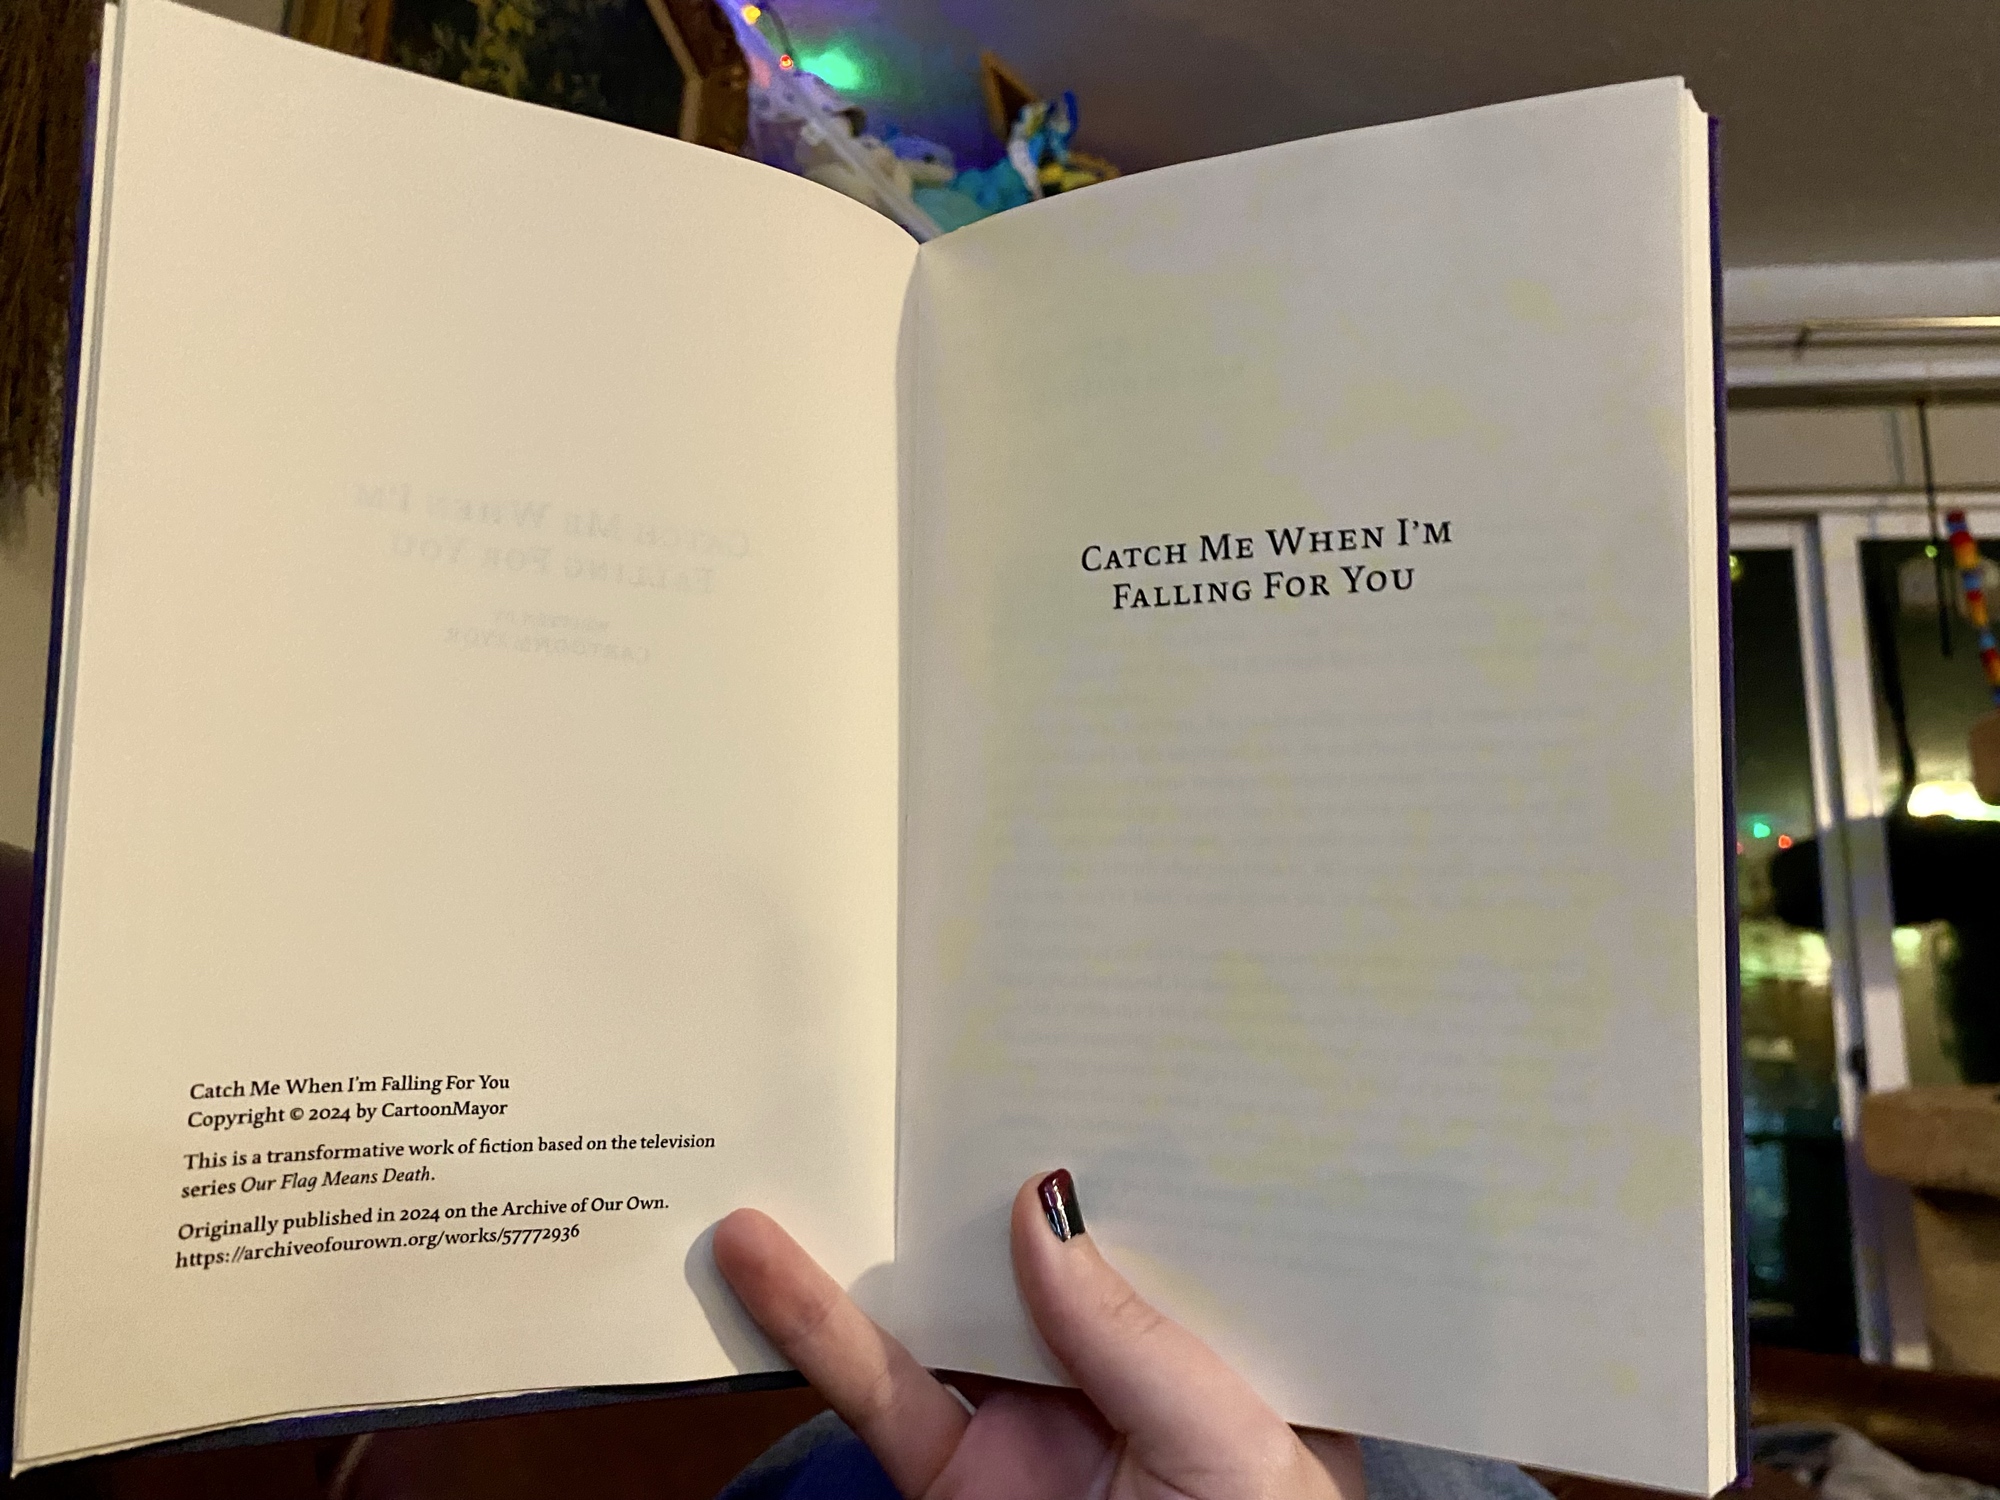 Catch Me When I'm Falling For You
Copyright © 2024 by CartoonMayor
This is a transformative work of fiction based on the television
series Our Flag Means Death.
Originally published in 2024 on the Archive of Our Own.
https://archiveofourown.org/works/57772936
Catch Me When I'm
Falling For You